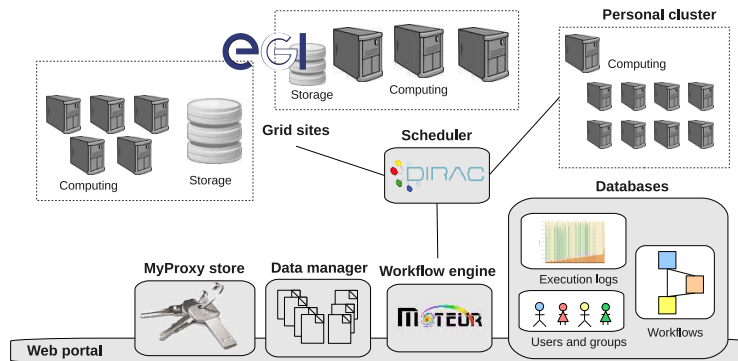 Personal cluster
eGI
Computing
Storage
Computing
Grid sites
Scheduler
DIRAC
Computing
Storage
Databases
MyProxy store
Data manager
Workflow engine
Execution logs
MOTEUR
Users and groups
Workflows
Web portal